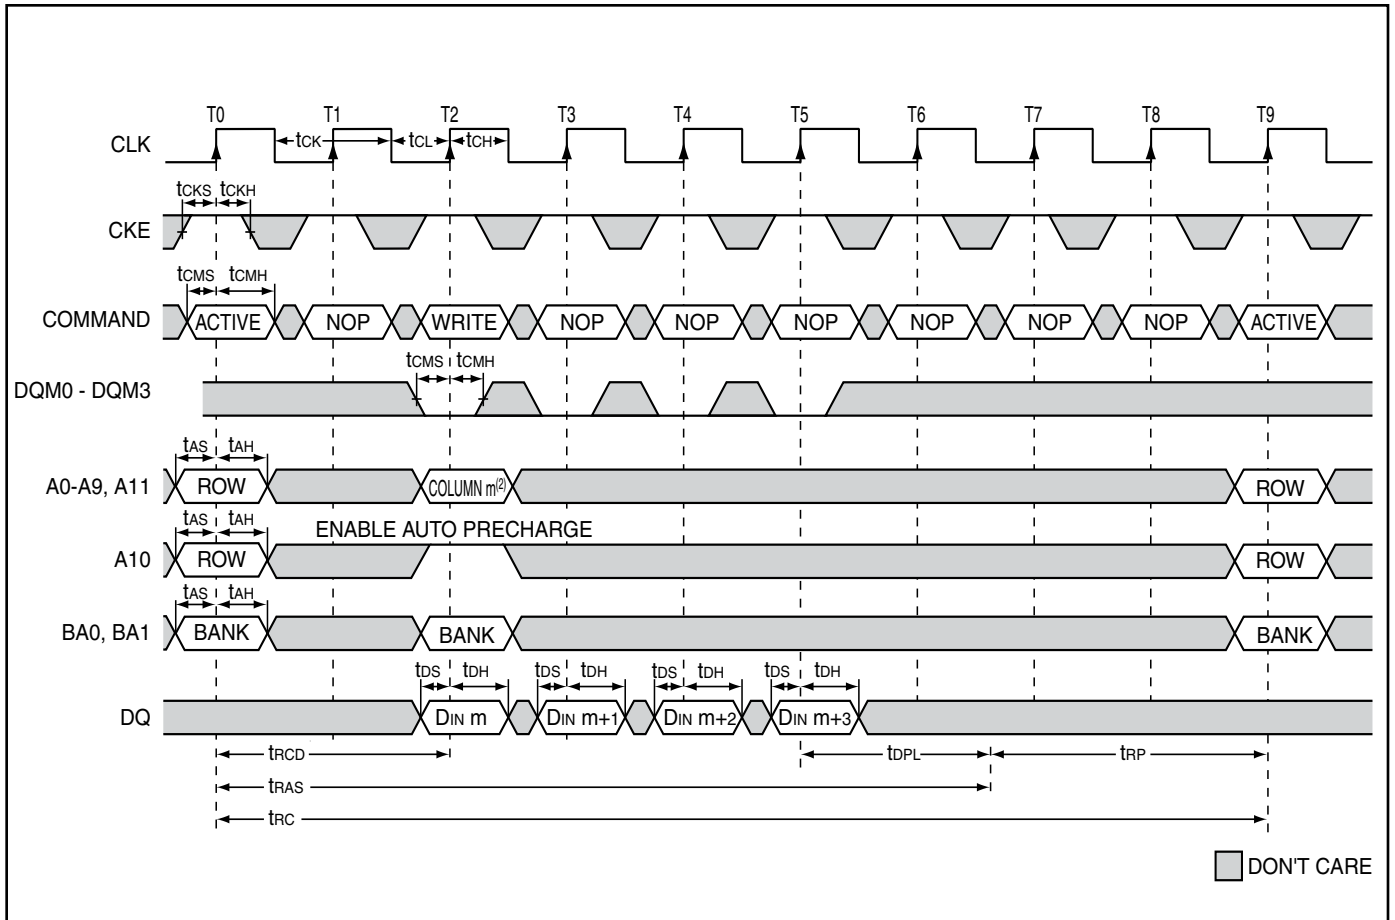 T0 T1 T2 T3 T4 T5 T6 T7 T8 T9
CLK tCK tCL tCH
tCKS tCKH
CKE
tCMS tCMH
COMMAND ACTIVE NOP WRITE NOP NOP NOP NOP NOP NOP ACTIVE
tCMS tCMH
DQM0 - DQM3
tAS tAH
A0-A9, A11 ROW COLUMN m(2) ROW
tAS tAH ENABLE AUTO PRECHARGE
A10 ROW ROW
tAS tAH
BA0, BA1 BANK BANK BANK
tDS tDH tDS tDH tDS tDH tDS tDH
DQ DIN m DIN m+1 DIN m+2 DIN m+3
tRCD tDPL tRP
tRAS
tRC
DON'T CARE